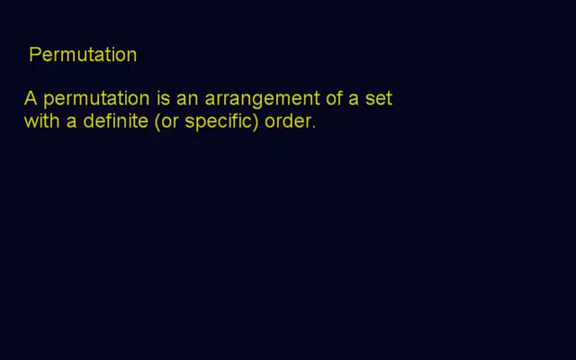 Permutation
A permutation is an arrangement of a set
with a definite (or specific) order.